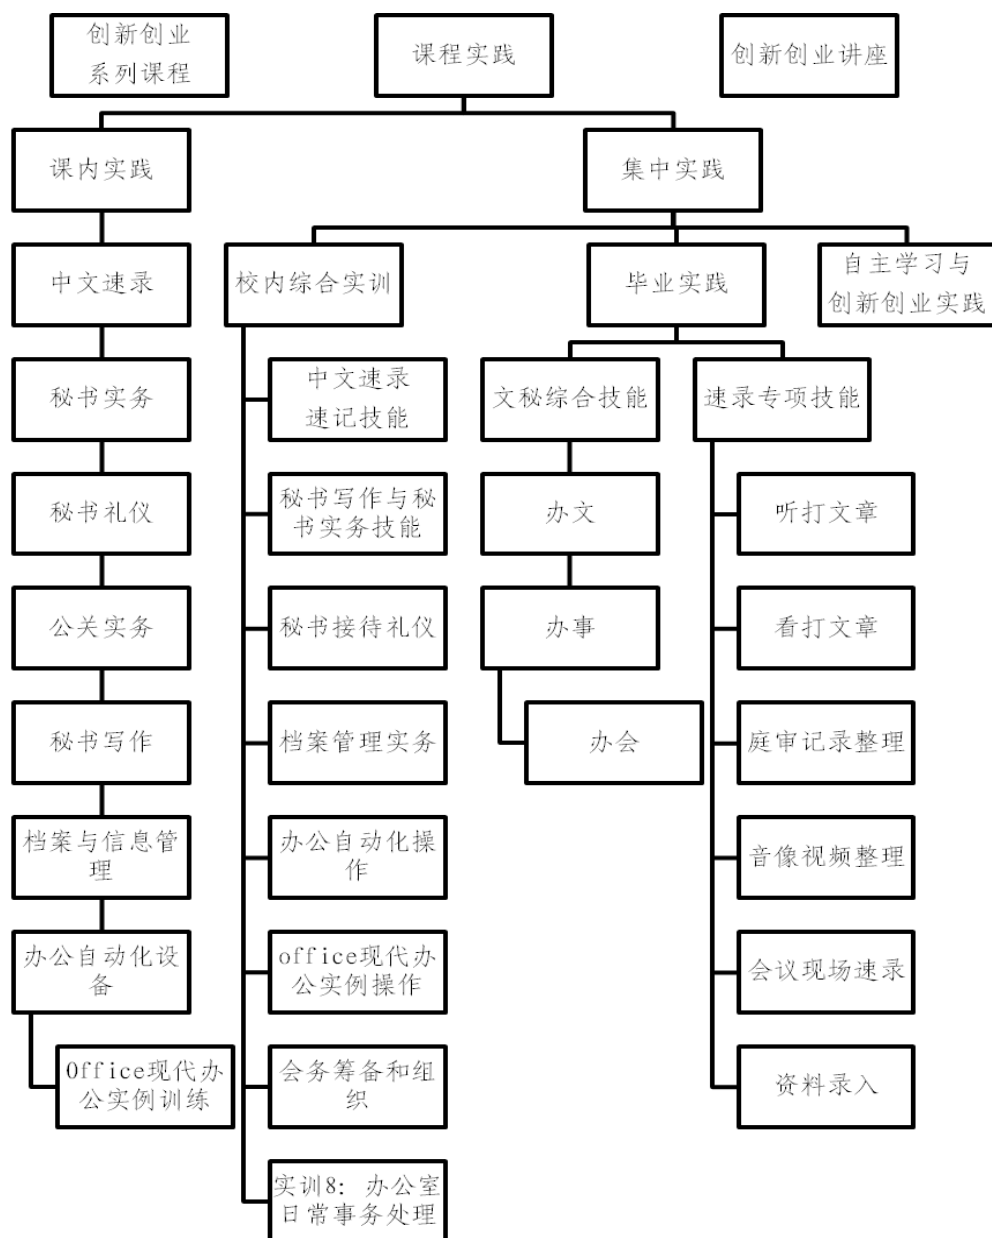 创新创业
系列课程
课程实践
创新创业讲座
课内实践
集中实践
中文速录
校内综合实训
毕业实践
自主学习与
创新创业实践
秘书实务
中文速录
速记技能
文秘综合技能
速录专项技能
秘书礼仪
秘书写作与秘
书实务技能
办文
听打文章
公关实务
秘书接待礼仪
办事
看打文章
秘书写作
档案管理实务
办会
庭审记录整理
档案与信息管
理
办公自动化操
作
音像视频整理
办公自动化设
备
office现代办
公实例操作
会议现场速录
Office现代办
公实例训练
会务筹备和组
织
资料录入
实训8: 办公室
日常事务处理